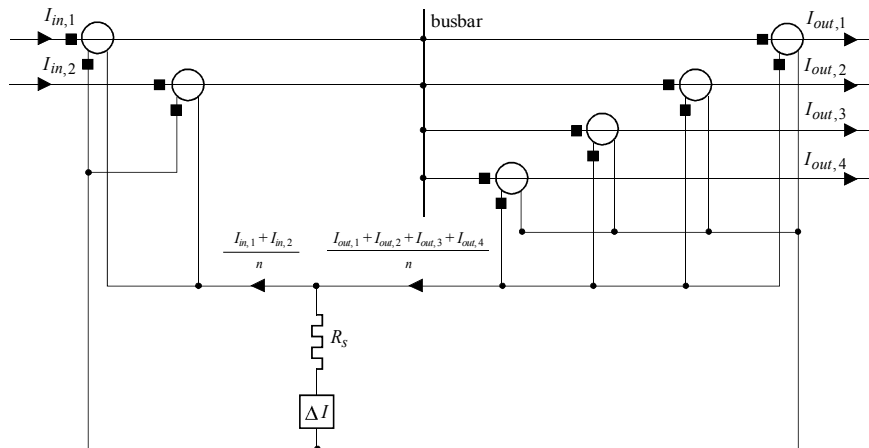 I_{in,1}
busbar
I_{out,1}
I_{in,2}
I_{out,2}
I_{out,3}
I_{out,4}
\frac{I_{in,1} + I_{in,2}}{n}
\frac{I_{out,1} + I_{out,2} + I_{out,3} + I_{out,4}}{n}
R_s
ΔI